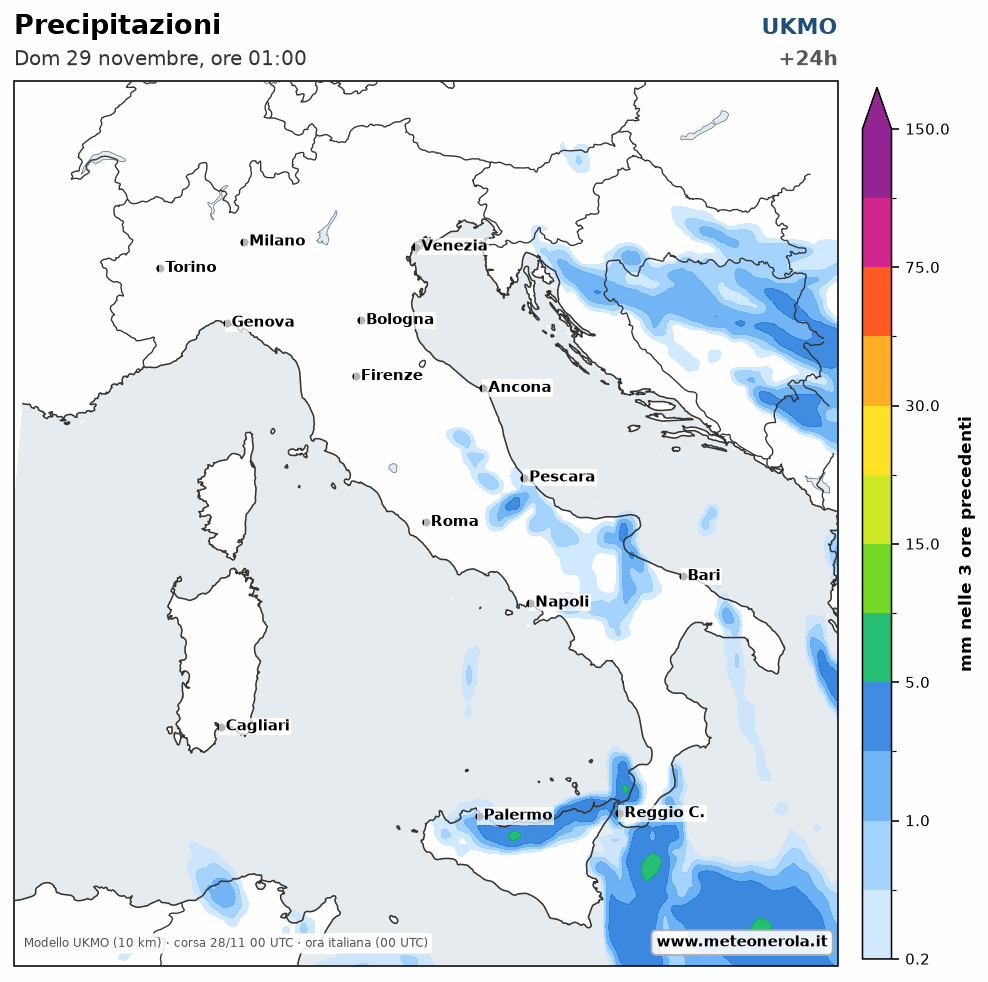 Precipitazioni
UKMO
Dom 29 novembre, ore 01:00
+24h
150.0
75.0
30.0
15.0
5.0
1.0
0.2
mm nelle 3 ore precedenti
Milano
Venezia
Torino
Genova
Bologna
Firenze
Ancona
Pescara
Roma
Bari
Napoli
Cagliari
Palermo
Reggio C.
Modello UKMO (10 km) · corsa 28/11 00 UTC · ora italiana (00 UTC)
www.meteonerola.it